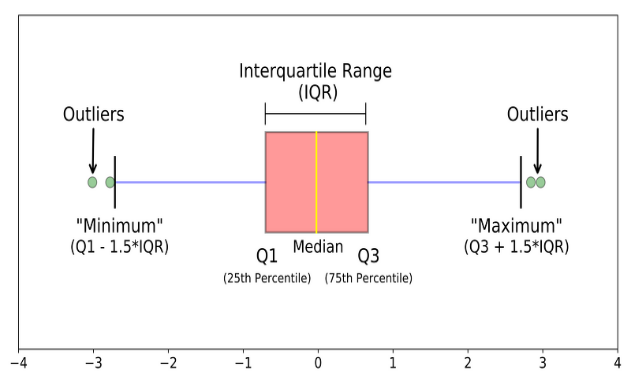 Interquartile Range
(IQR)
Outliers
Outliers
"Minimum"
(Q1 - 1.5*IQR)
"Maximum"
(Q3 + 1.5*IQR)
Q1
Median
Q3
(25th Percentile)
(75th Percentile)
−4
−3
−2
−1
0
1
2
3
4